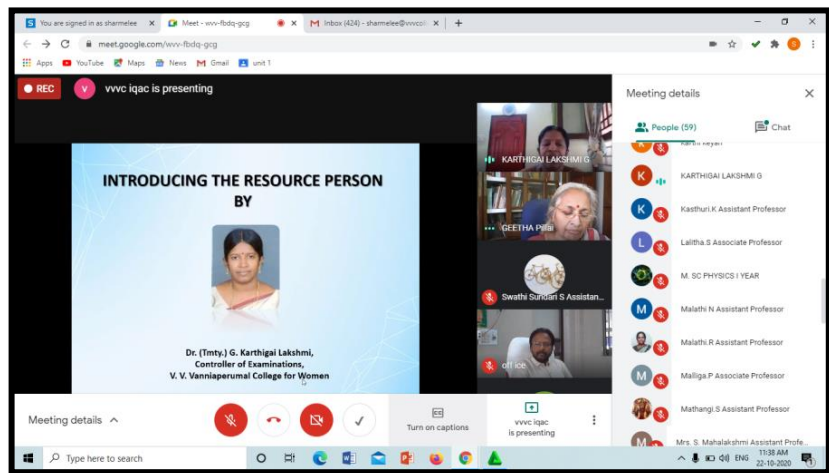 You are signed in as sharmelee
Meet - wvv-fbdq-gcg
Inbox (424) - sharmelee@vvvcoll
meet.google.com/wvv-fbdq-gcg
Apps YouTube Maps News Gmail unit 1
REC
v vvvc iqac is presenting
INTRODUCING THE RESOURCE PERSON
BY
Dr. (Tmty.) G. Karthigai Lakshmi,
Controller of Examinations,
V. V. Vanniaperumal College for Women
KARTHIGAI LAKSHMI G
GEETHA Pillai
Swathi Sundari S Assistan...
off ice
Meeting details
People (59) Chat
Karthi Keyan
K KARTHIGAI LAKSHMI G
K Kasthuri.K Assistant Professor
L Lalitha.S Associate Professor
M. SC PHYSICS I YEAR
M Malathi N Assistant Professor
Malathi.R Assistant Professor
M Malliga.P Associate Professor
Mathangi.S Assistant Professor
M Mrs. S. Mahalakshmi Assistant Profe...
Meeting details
Turn on captions
vvvc iqac
is presenting
Type here to search
ENG
11:38 AM
22-10-2020